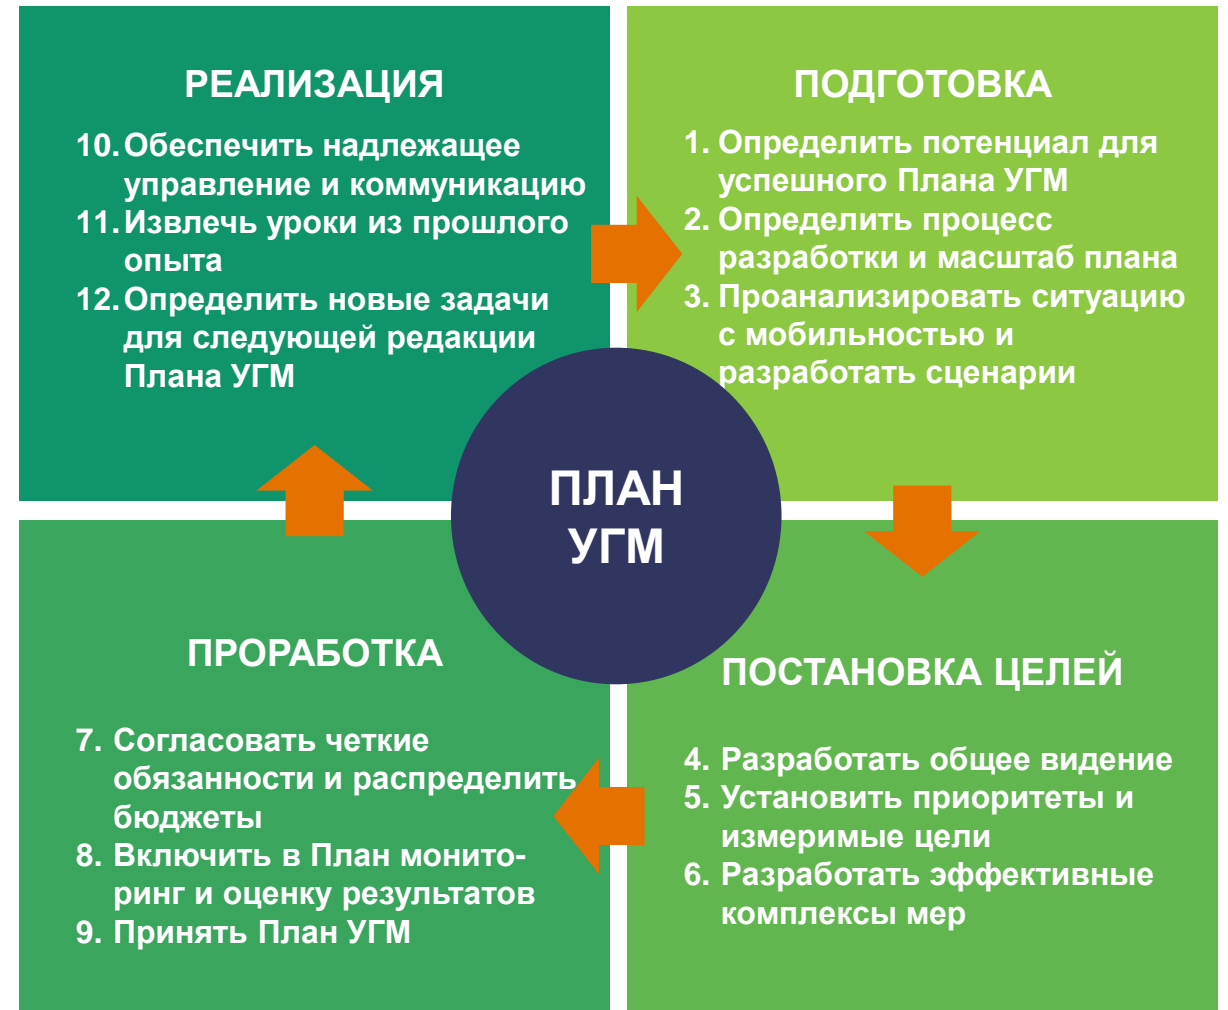 РЕАЛИЗАЦИЯ
10. Обеспечить надлежащее
управление и коммуникацию
11. Извлечь уроки из прошлого
опыта
12. Определить новые задачи
для следующей редакции
Плана УГМ
ПОДГОТОВКА
1. Определить потенциал для
успешного Плана УГМ
2. Определить процесс
разработки и масштаб плана
3. Проанализировать ситуацию
с мобильностью и
разработать сценарии
ПЛАН
УГМ
ПРОРАБОТКА
7. Согласовать четкие
обязанности и распределить
бюджеты
8. Включить в План монито-
ринг и оценку результатов
9. Принять План УГМ
ПОСТАНОВКА ЦЕЛЕЙ
4. Разработать общее видение
5. Установить приоритеты и
измеримые цели
6. Разработать эффективные
комплексы мер